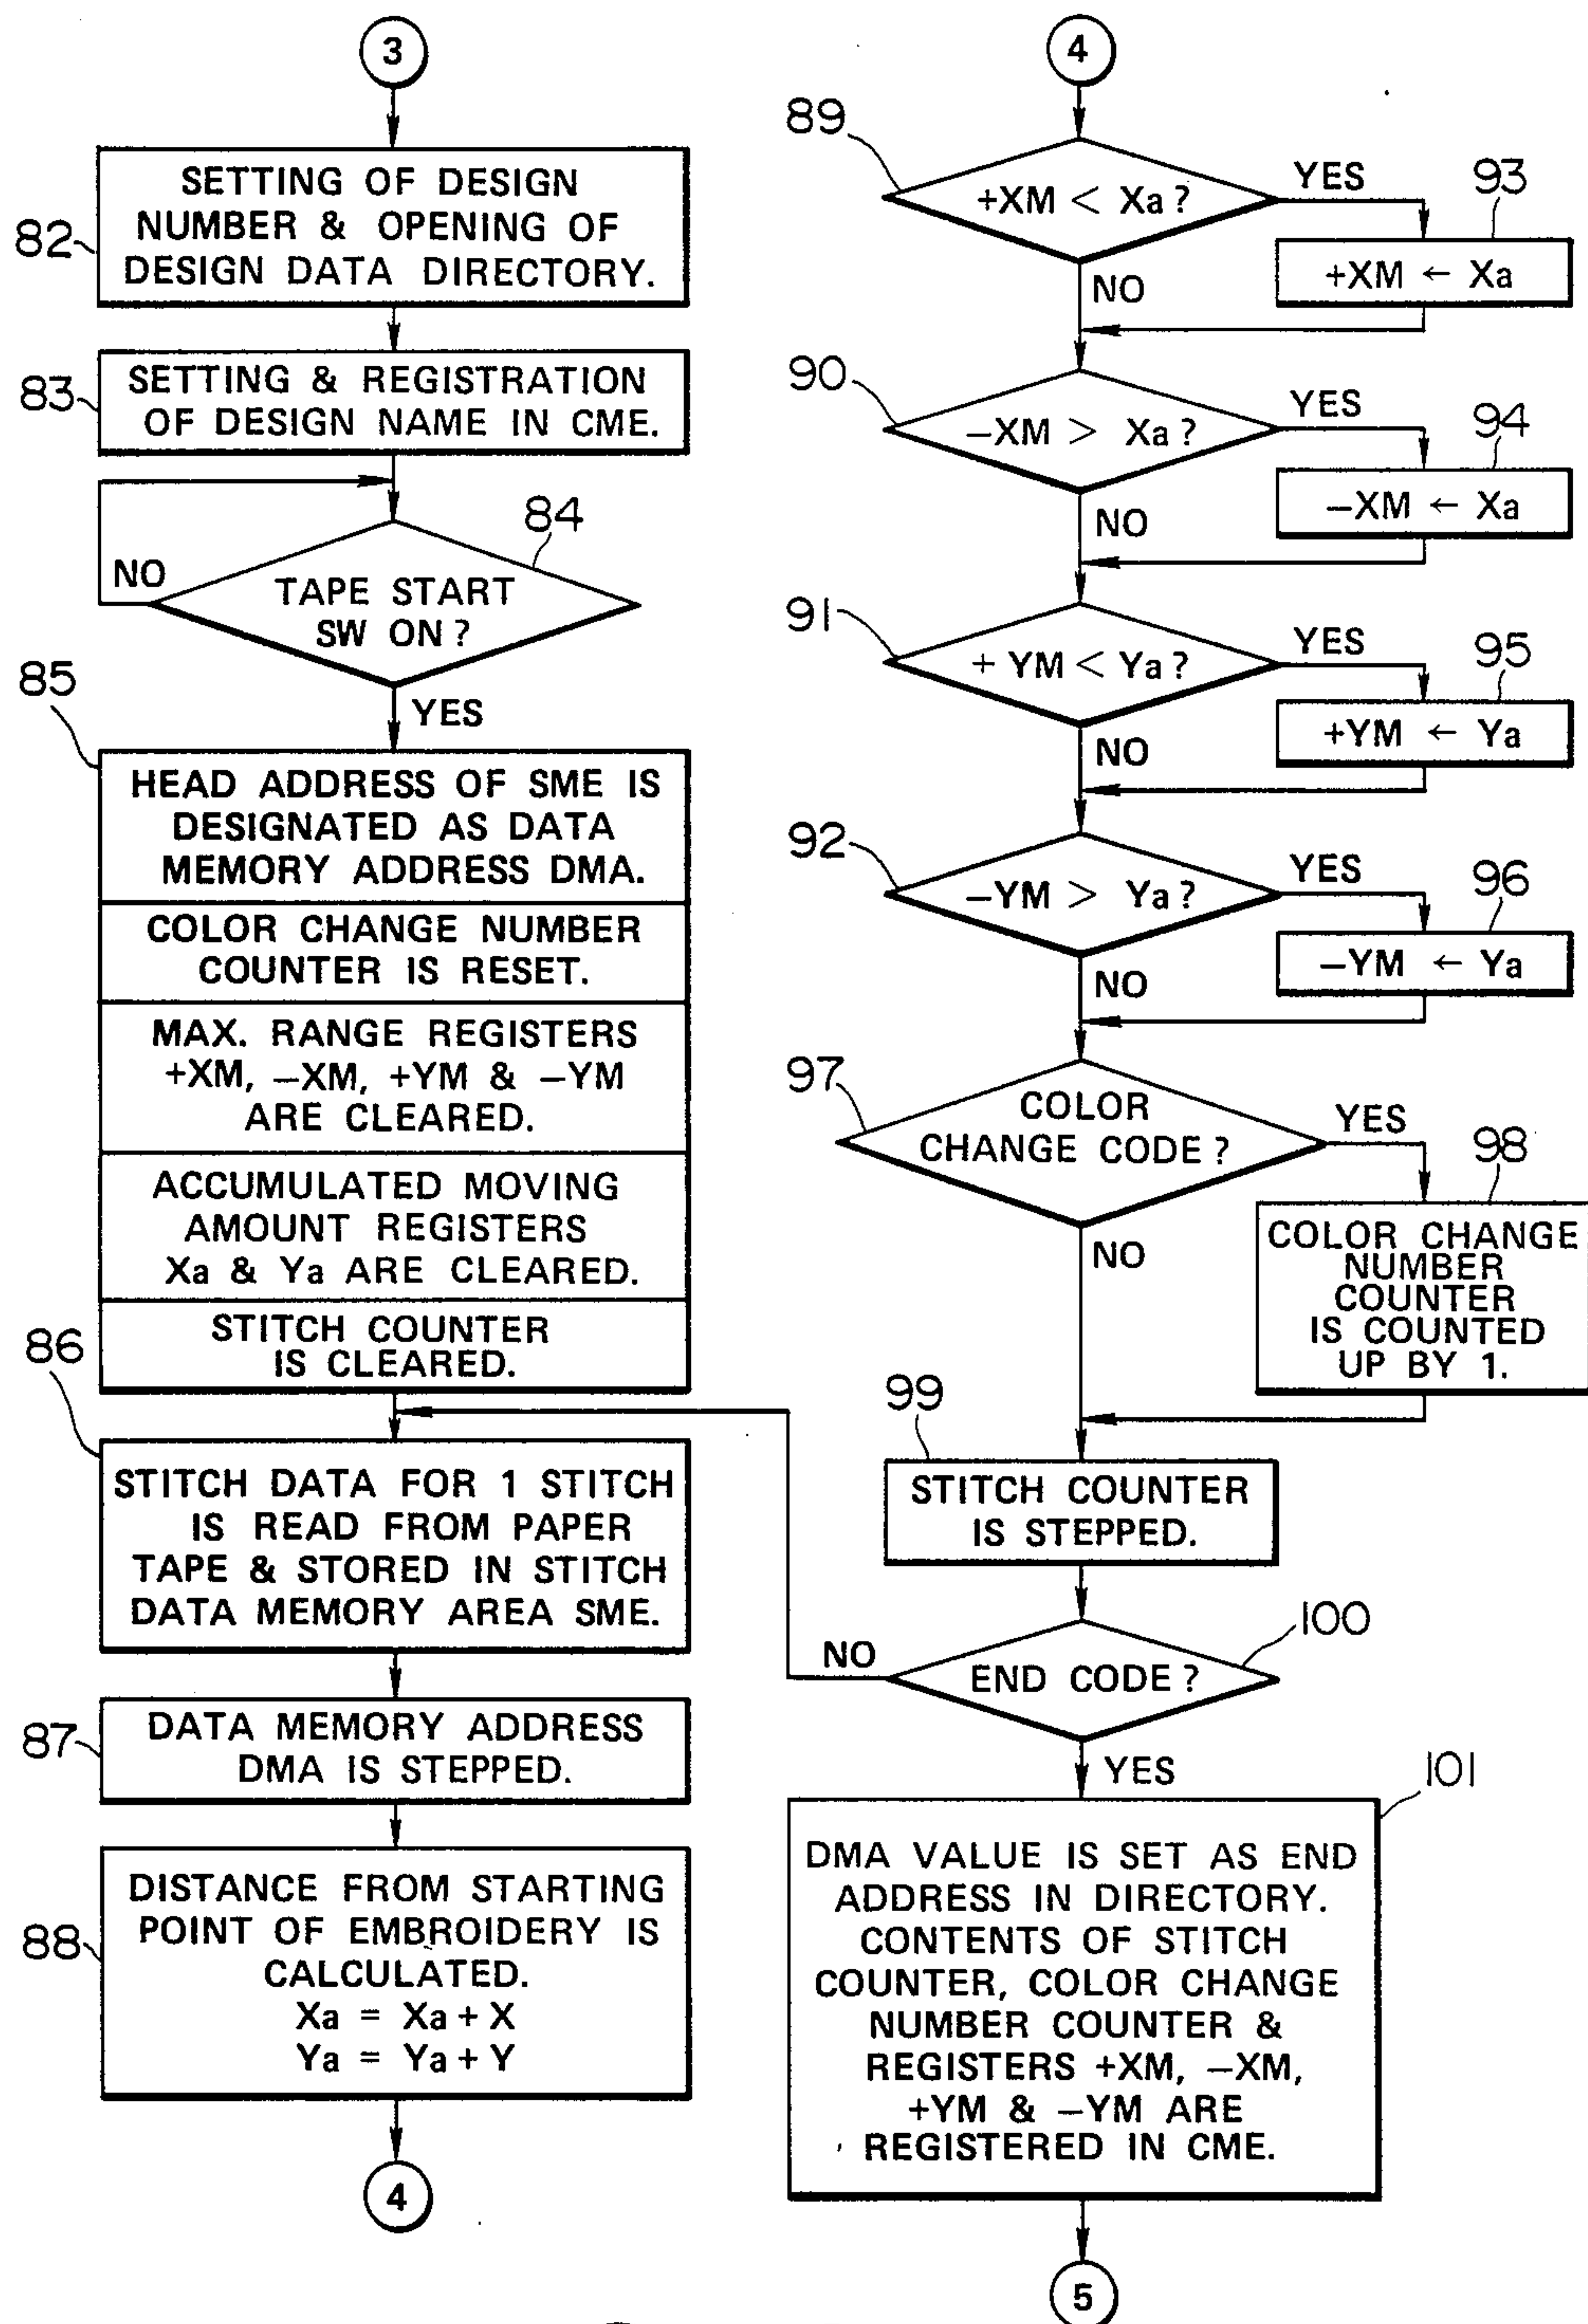 3
82
SETTING OF DESIGN
NUMBER & OPENING OF
DESIGN DATA DIRECTORY.
83
SETTING & REGISTRATION
OF DESIGN NAME IN CME.
84
NO
TAPE START
SW ON?
YES
85
HEAD ADDRESS OF SME IS
DESIGNATED AS DATA
MEMORY ADDRESS DMA.
COLOR CHANGE NUMBER
COUNTER IS RESET.
MAX. RANGE REGISTERS
+XM, −XM, +YM & −YM
ARE CLEARED.
ACCUMULATED MOVING
AMOUNT REGISTERS
Xa & Ya ARE CLEARED.
STITCH COUNTER
IS CLEARED.
86
STITCH DATA FOR 1 STITCH
IS READ FROM PAPER
TAPE & STORED IN STITCH
DATA MEMORY AREA SME.
87
DATA MEMORY ADDRESS
DMA IS STEPPED.
88
DISTANCE FROM STARTING
POINT OF EMBROIDERY IS
CALCULATED.
Xa = Xa + X
Ya = Ya + Y
4
4
89
+XM < Xa?
YES
93
+XM ← Xa
NO
90
−XM > Xa?
YES
94
−XM ← Xa
NO
91
+ YM < Ya?
YES
95
+YM ← Ya
NO
92
−YM > Ya?
YES
96
−YM ← Ya
NO
97
COLOR
CHANGE CODE?
YES
98
COLOR CHANGE
NUMBER
COUNTER
IS COUNTED
UP BY 1.
NO
99
STITCH COUNTER
IS STEPPED.
100
NO
END CODE?
YES
101
DMA VALUE IS SET AS END
ADDRESS IN DIRECTORY.
CONTENTS OF STITCH
COUNTER, COLOR CHANGE
NUMBER COUNTER &
REGISTERS +XM, −XM,
+YM & −YM ARE
REGISTERED IN CME.
5